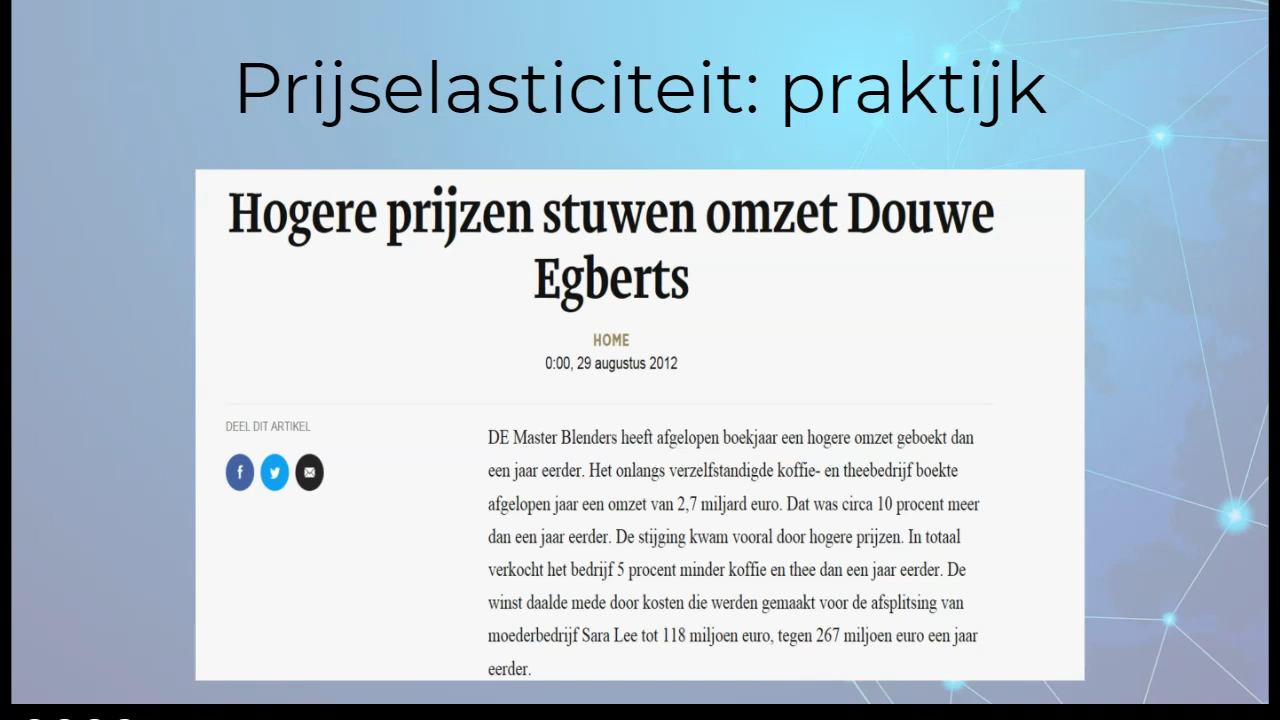 Prijselasticiteit: praktijk
Hogere prijzen stuwen omzet Douwe
Egberts
HOME
0:00, 29 augustus 2012
DEEL DIT ARTIKEL
DE Master Blenders heeft afgelopen boekjaar een hogere omzet geboekt dan
een jaar eerder. Het onlangs verzelfstandigde koffie- en theebedrijf boekte
afgelopen jaar een omzet van 2,7 miljard euro. Dat was circa 10 procent meer
dan een jaar eerder. De stijging kwam vooral door hogere prijzen. In totaal
verkocht het bedrijf 5 procent minder koffie en thee dan een jaar eerder. De
winst daalde mede door kosten die werden gemaakt voor de afsplitsing van
moederbedrijf Sara Lee tot 118 miljoen euro, tegen 267 miljoen euro een jaar
eerder.